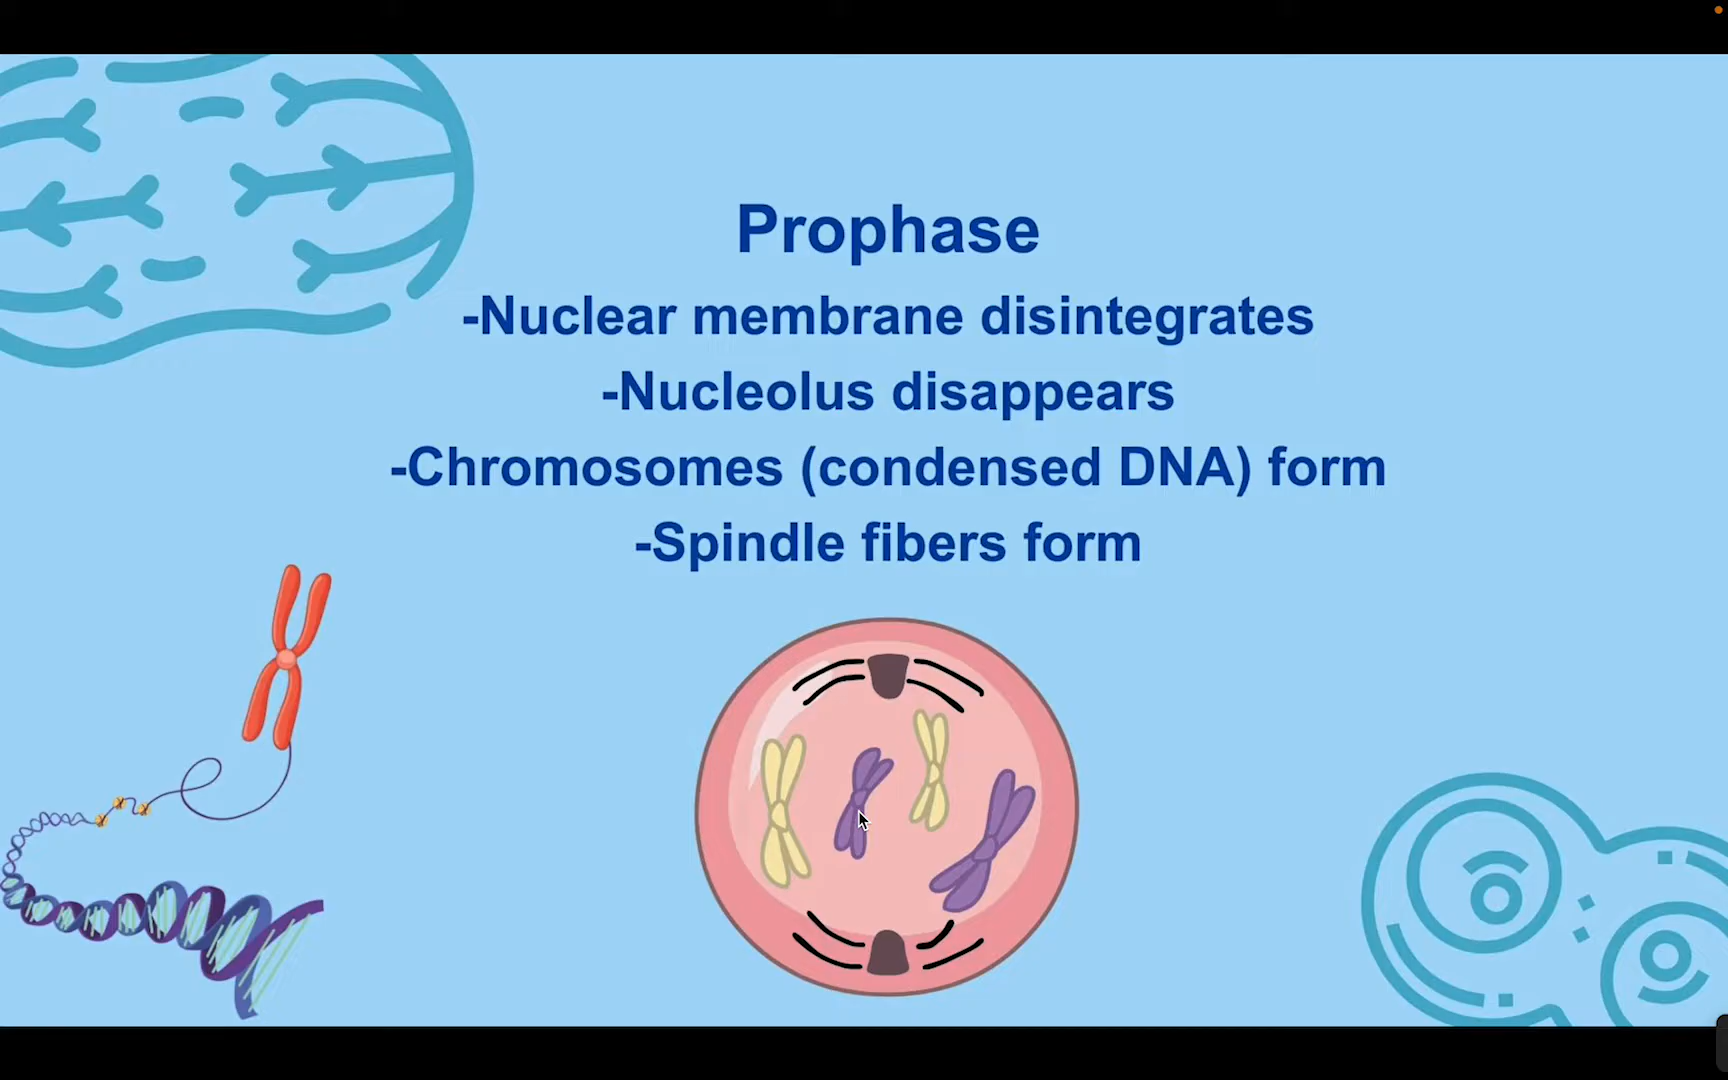 Prophase
-Nuclear membrane disintegrates
-Nucleolus disappears
-Chromosomes (condensed DNA) form
-Spindle fibers form